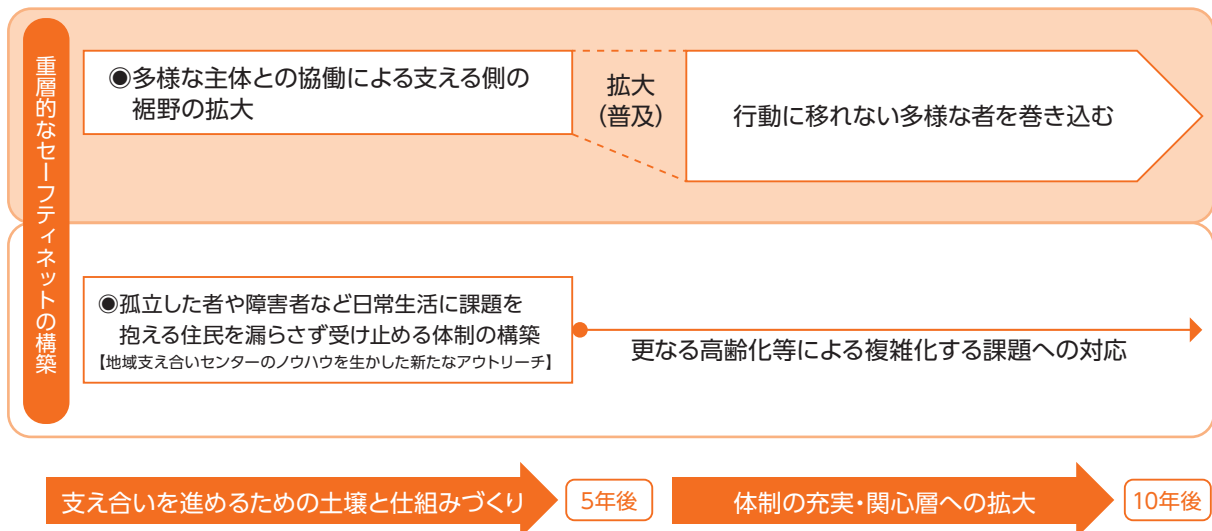 重層的なセーフティネットの構築
◉多様な主体との協働による支える側の
裾野の拡大
拡大
(普及)
行動に移れない多様な者を巻き込む
◉孤立した者や障害者など日常生活に課題を
抱える住民を漏らさず受け止める体制の構築
【地域支え合いセンターのノウハウを生かした新たなアウトリーチ】
更なる高齢化等による複雑化する課題への対応
支え合いを進めるための土壌と仕組みづくり
5年後
体制の充実・関心層への拡大
10年後